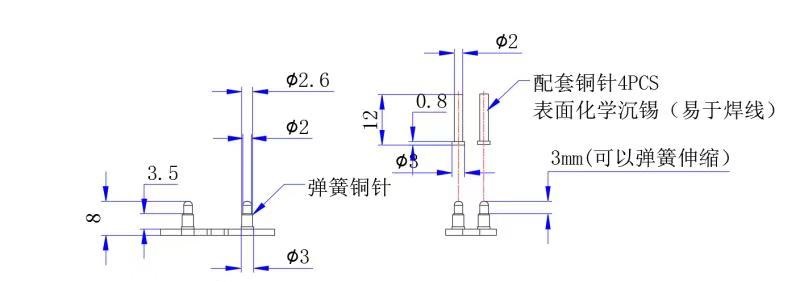 ϕ2
ϕ2.6
配套铜针4PCS
0.8
12
表面化学沉锡（易于焊线）
ϕ2
ϕ3
3mm(可以弹簧伸缩）
3.5
弹簧铜针
8
ϕ3